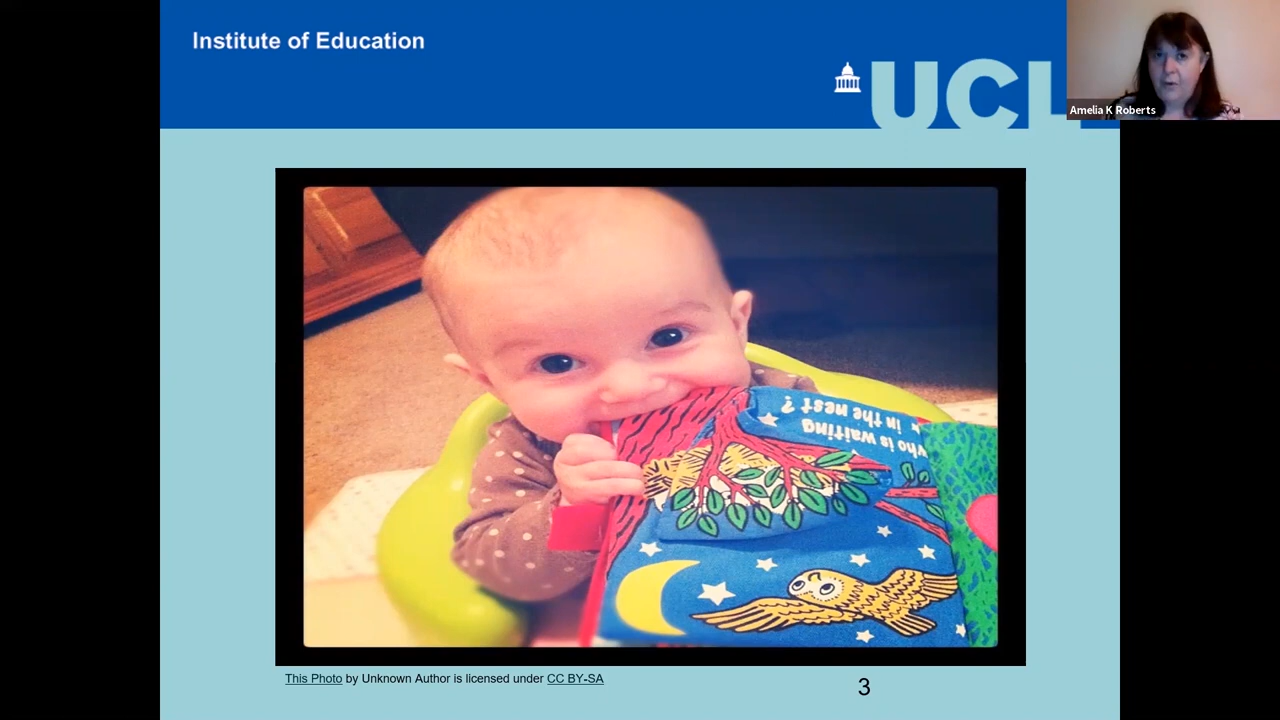 Institute of Education
UCL
Amelia K Roberts
who is waiting
in the nest?
This Photo by Unknown Author is licensed under CC BY-SA
3